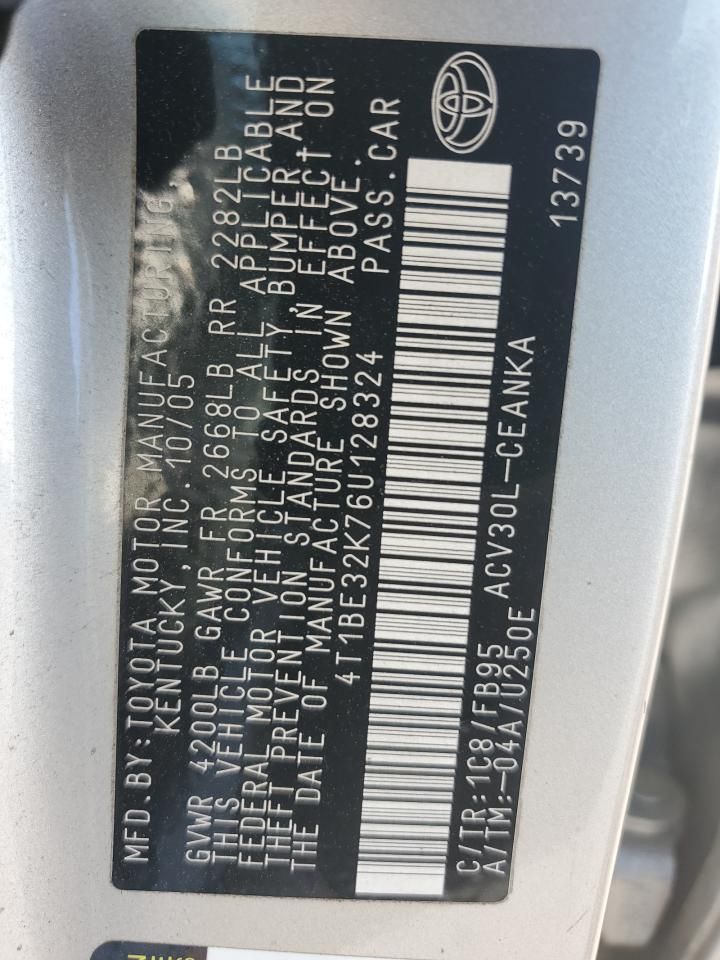 MFD.BY:TOYOTA MOTOR MANUFACTURING,
KENTUCKY,INC.10/05
GVWR 4200LB GAWR FR 2668LB RR 2282LB
THIS VEHICLE CONFORMS TO ALL APPLICABLE
FEDERAL MOTOR VEHICLE SAFETY, BUMPER, AND
THEFT PREVENTION STANDARDS IN EFFECT ON
THE DATE OF MANUFACTURE SHOWN ABOVE.
4T1BE32K76U128324 PASS.CAR
C/TR:1C8/FB95 ACV30L-CEANKA 13739
A/TM:-04A/U250E